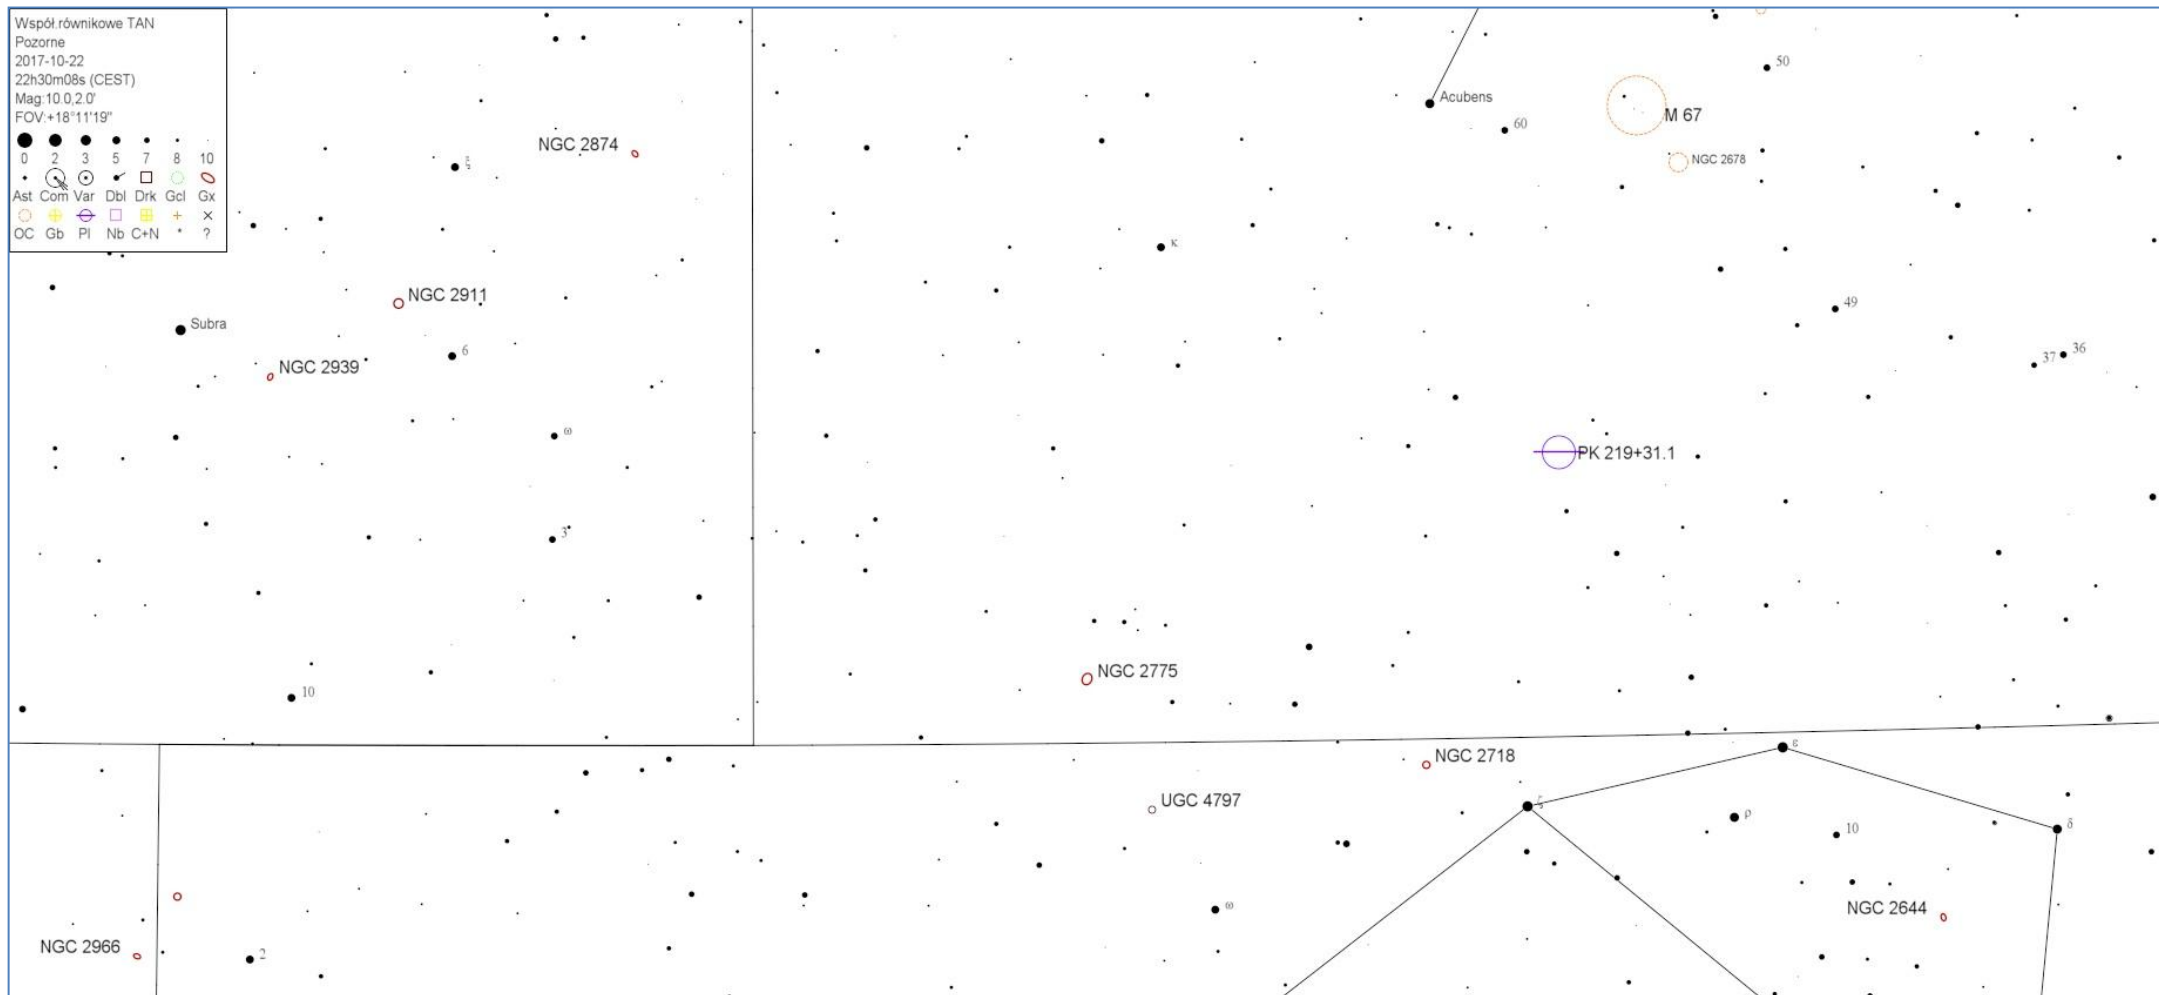 Współ.równikowe TAN
Pozorne
2017-10-22
22h30m08s (CEST)
Mag:10.0,2.0'
FOV:+18°11'19"
0 2 3 5 7 8 10
Ast Com Var Dbl Drk Gcl Gx
OC Gb Pl Nb C+N * ?
50
Acubens
M 67
60
NGC 2874
NGC 2678
ξ
κ
NGC 2911
49
Subra
6
36
37
NGC 2939
ω
PK 219+31.1
3
NGC 2775
10
ε
NGC 2718
UGC 4797
ζ
ρ
δ
10
ω
NGC 2644
NGC 2966
2